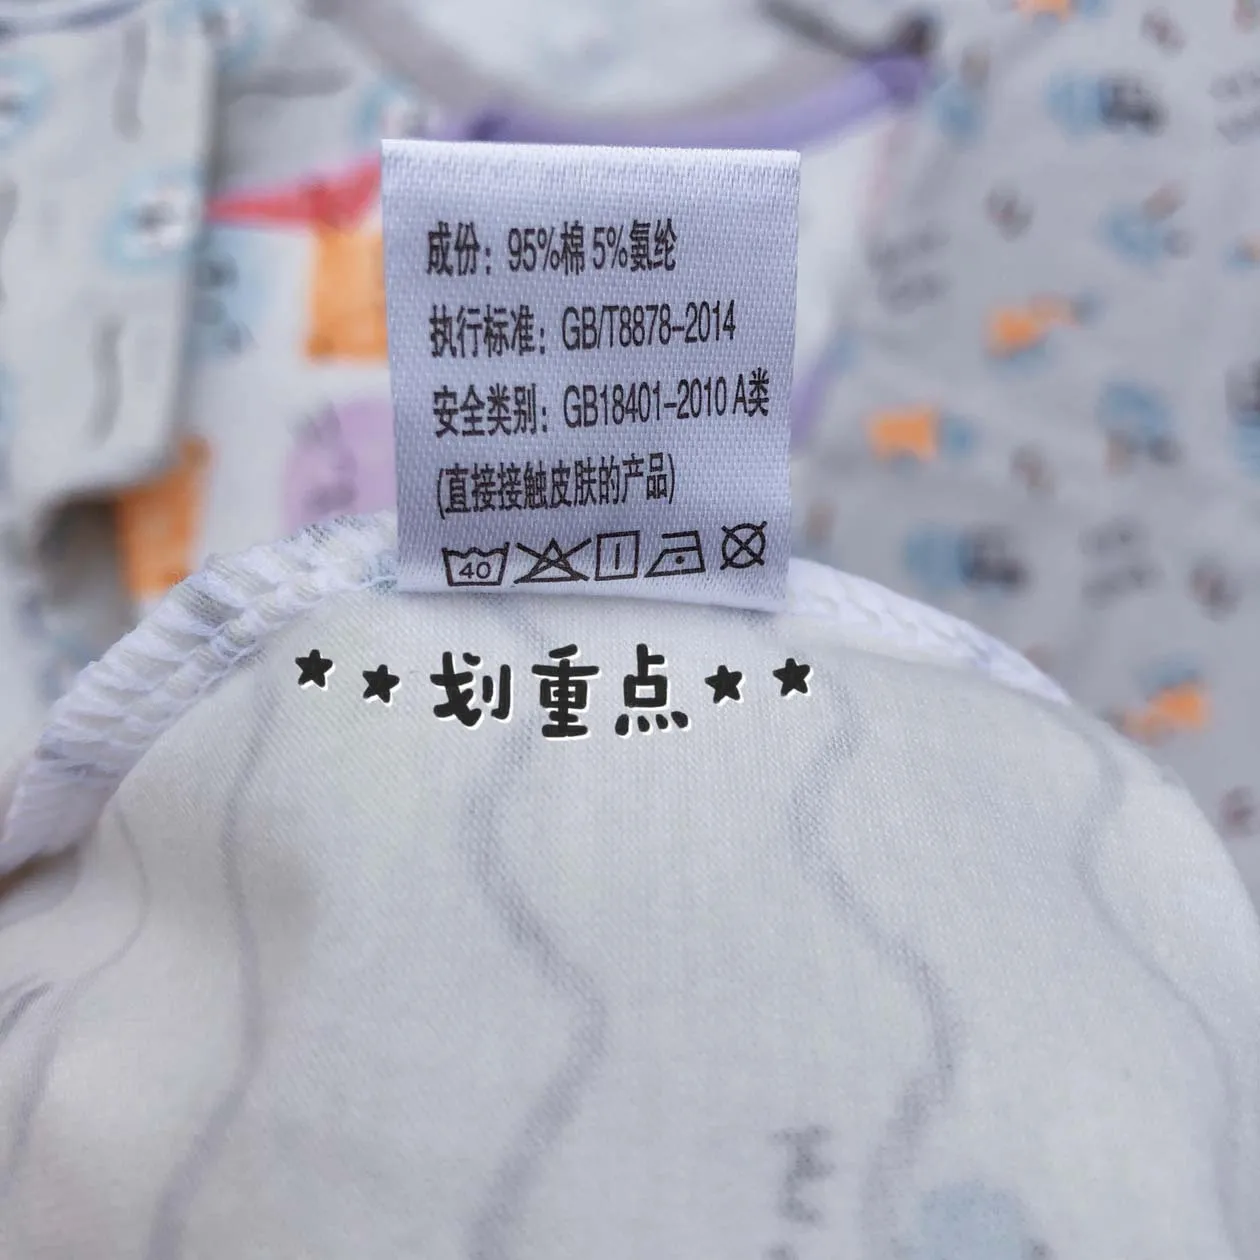 成份：95%棉 5%氨纶
执行标准：GB/T8878-2014
安全类别：GB18401-2010 A类
(直接接触皮肤的产品)
40
**划重点**